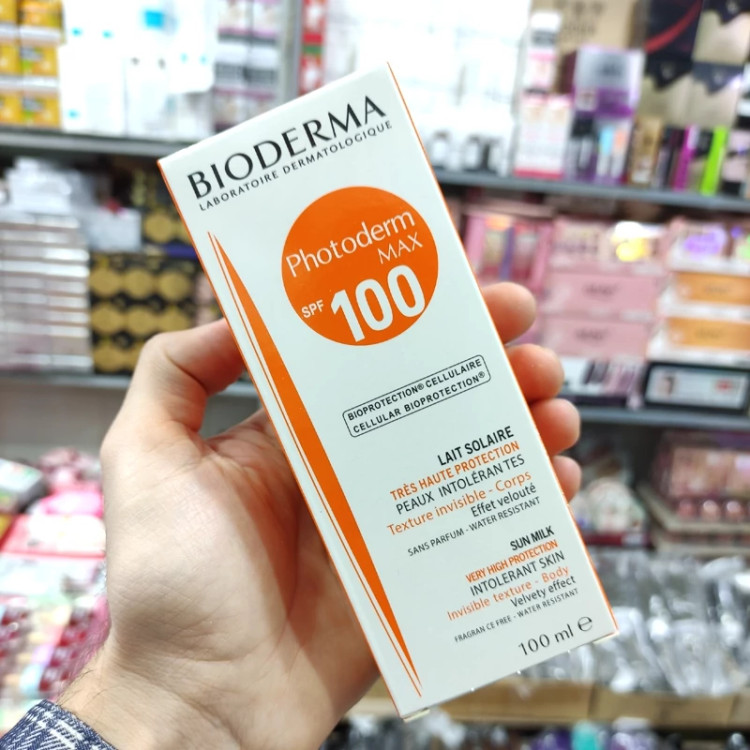 BIODERMA
LABORATOIRE DERMATOLOGIQUE
Photoderm
MAX
SPF 100
BIOPROTECTION® CELLULAIRE
CELLULAR BIOPROTECTION®
LAIT SOLAIRE
TRÈS HAUTE PROTECTION
PEAUX INTOLÉRANTES
Texture invisible - Corps
Effet velouté
SANS PARFUM - WATER RESISTANT
SUN MILK
VERY HIGH PROTECTION
INTOLERANT SKIN
Invisible texture - Body
Velvety effect
FRAGRANCE FREE - WATER RESISTANT
100 ml ℮